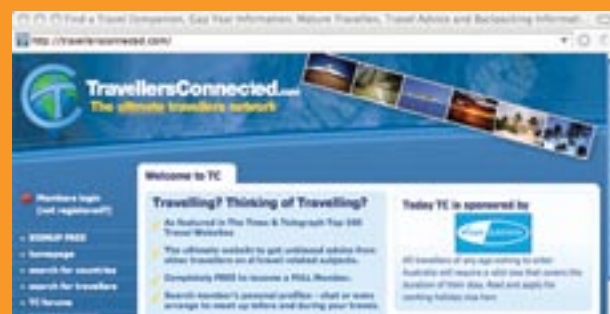 Find a Travel Companion, Gap Year Information, Mature Travellers, Travel Advice and Backpacking Informat...
http://travellersconnected.com/
TravellersConnected.com
The ultimate travellers network
Welcome to TC
Members login
(not registered?)
SIGNUP FREE
homepage
search for countries
search for travellers
TC forums
Travelling? Thinking of Travelling?
As featured in The Times & Telegraph Top 100
Travel Websites
The ultimate website to get unbiased advice from
other travellers on all travel related subjects.
Completely FREE to become a FULL Member.
Search member's personal profiles - chat or even
arrange to meet up before and during your travels.
Today TC is sponsored by
All travellers of any age wishing to enter
Australia will require a visa that covers the
duration of their stay. Read and apply for
working holiday visa here